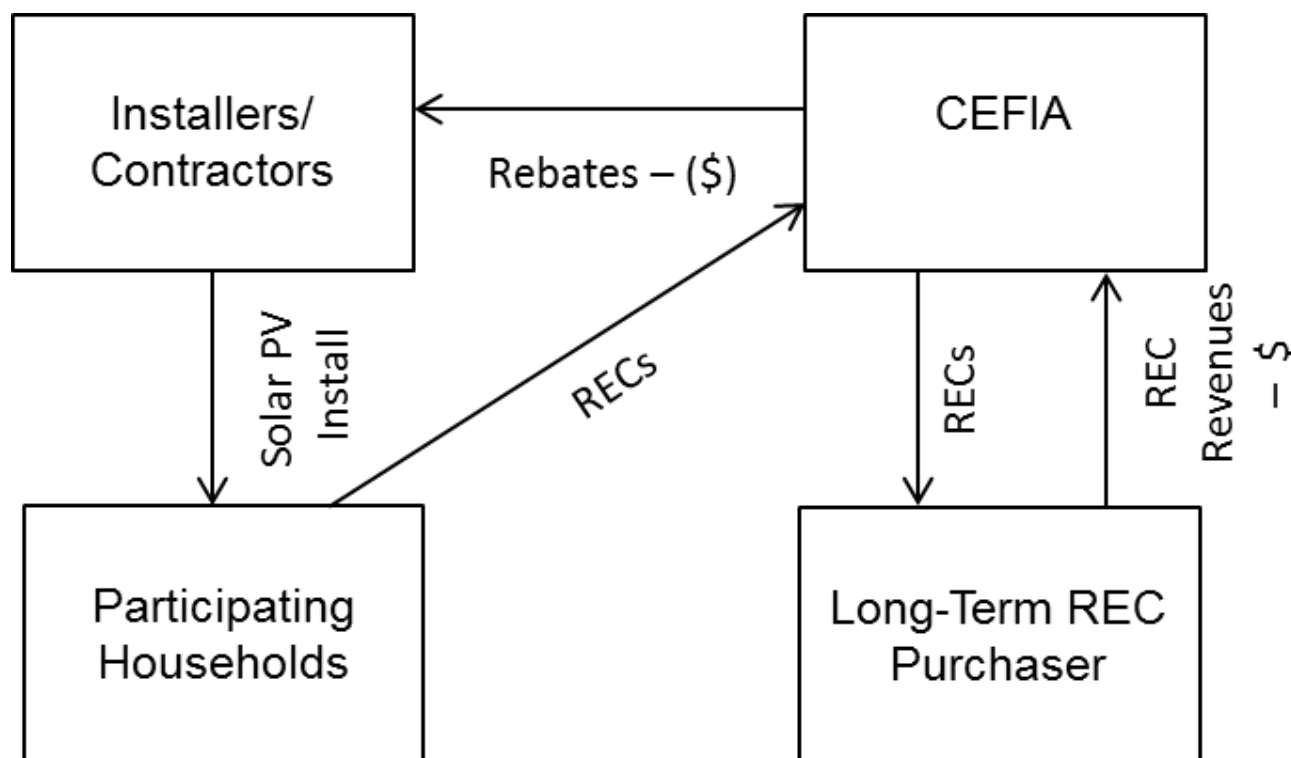 Installers/
Contractors
CEFIA
Rebates – ($)
Solar PV
Install
RECs
RECs
REC
Revenues
– $
Participating
Households
Long-Term REC
Purchaser